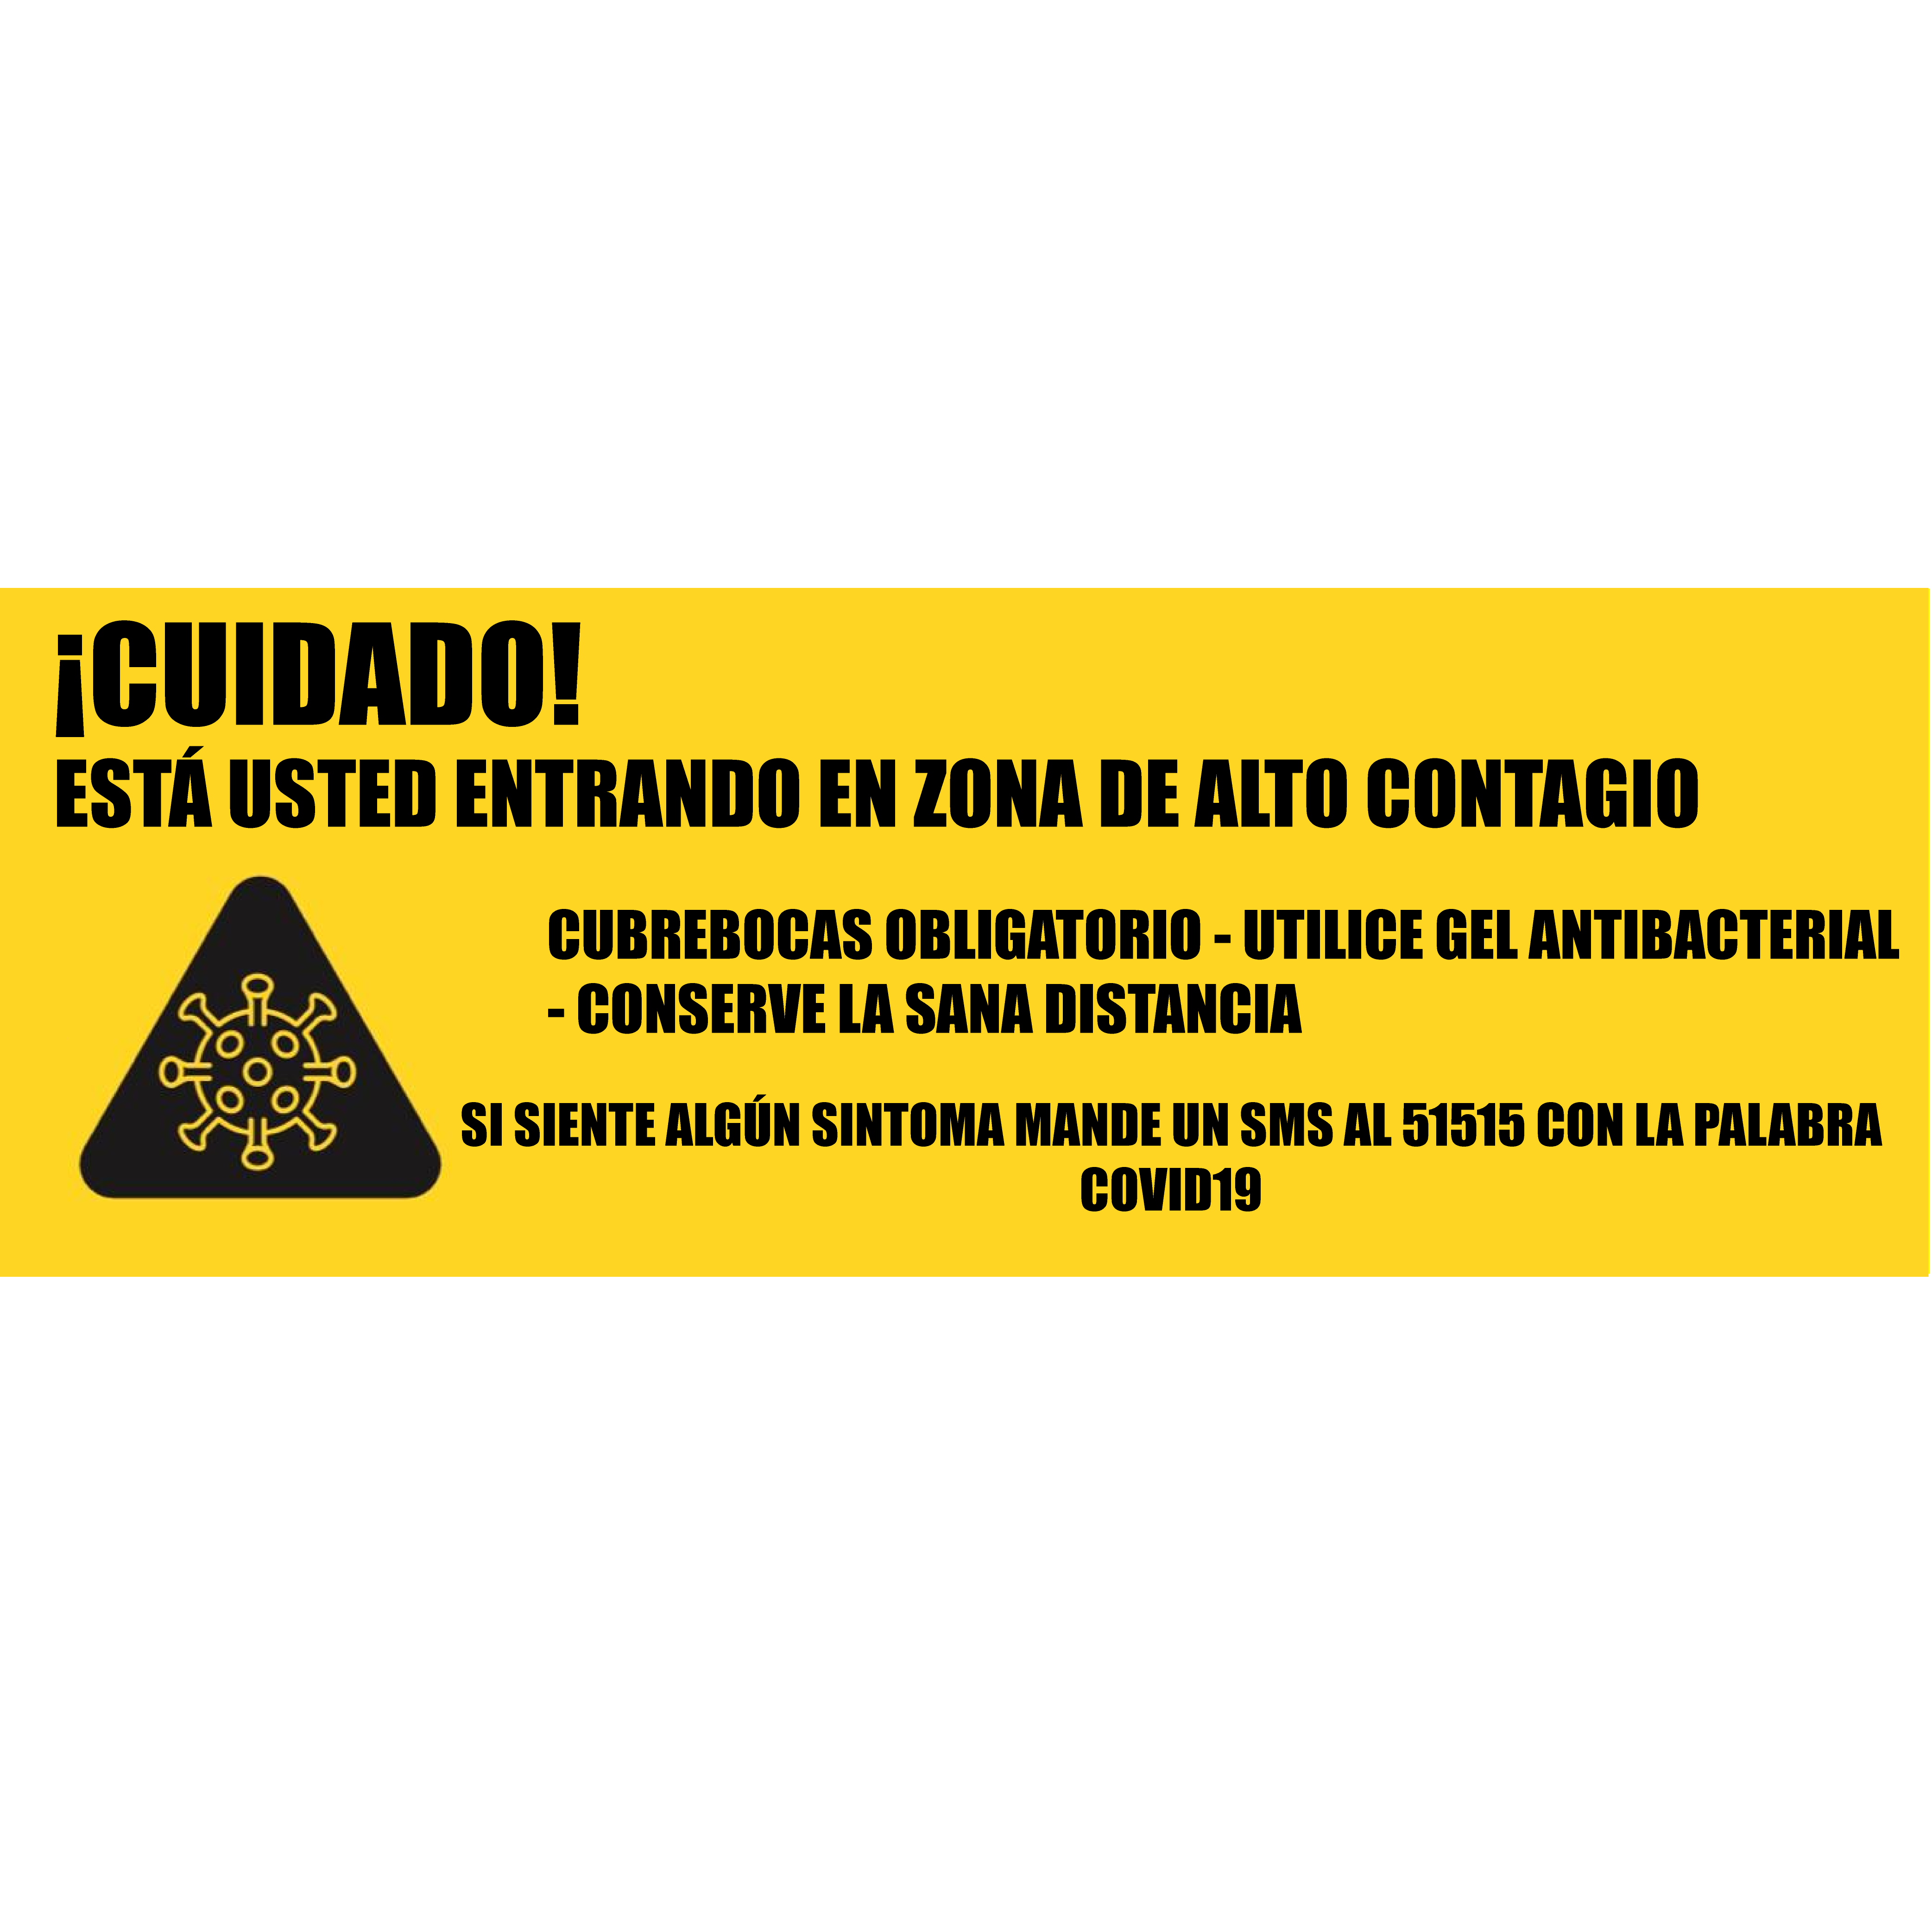 ¡CUIDADO!
ESTÁ USTED ENTRANDO EN ZONA DE ALTO CONTAGIO
CUBREBOCAS OBLIGATORIO - UTILICE GEL ANTIBACTERIAL
- CONSERVE LA SANA DISTANCIA
SI SIENTE ALGÚN SINTOMA MANDE UN SMS AL 51515 CON LA PALABRA
COVID19